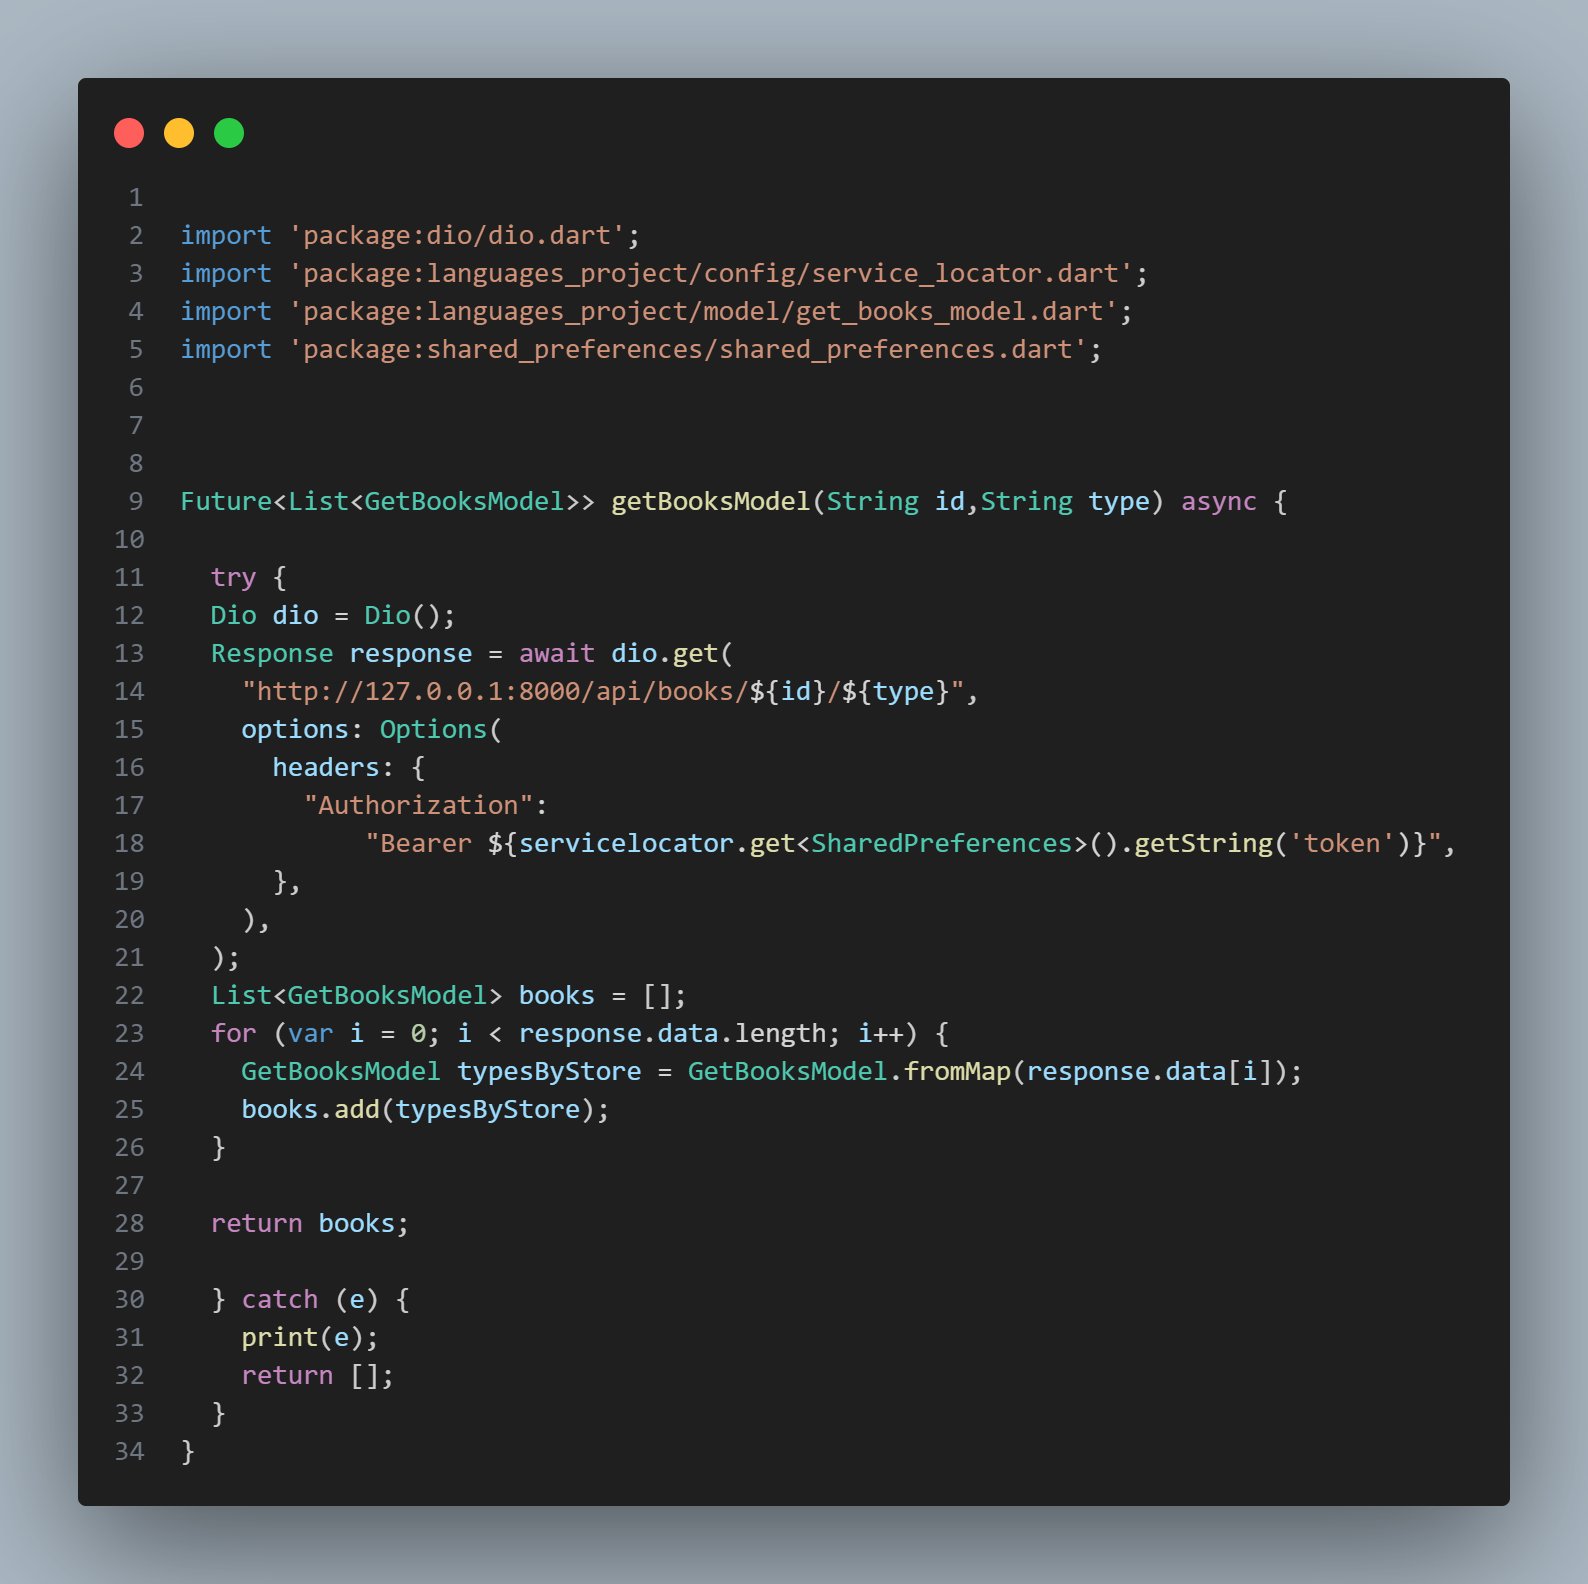 1
2 import 'package:dio/dio.dart';
3 import 'package:languages_project/config/service_locator.dart';
4 import 'package:languages_project/model/get_books_model.dart';
5 import 'package:shared_preferences/shared_preferences.dart';
6
7
8
9 Future<List<GetBooksModel>> getBooksModel(String id,String type) async {
10
11   try {
12   Dio dio = Dio();
13   Response response = await dio.get(
14     "http://127.0.0.1:8000/api/books/${id}/${type}",
15     options: Options(
16       headers: {
17         "Authorization":
18             "Bearer ${servicelocator.get<SharedPreferences>().getString('token')}",
19       },
20     ),
21   );
22   List<GetBooksModel> books = [];
23   for (var i = 0; i < response.data.length; i++) {
24     GetBooksModel typesByStore = GetBooksModel.fromMap(response.data[i]);
25     books.add(typesByStore);
26   }
27
28   return books;
29
30   } catch (e) {
31     print(e);
32     return [];
33   }
34 }